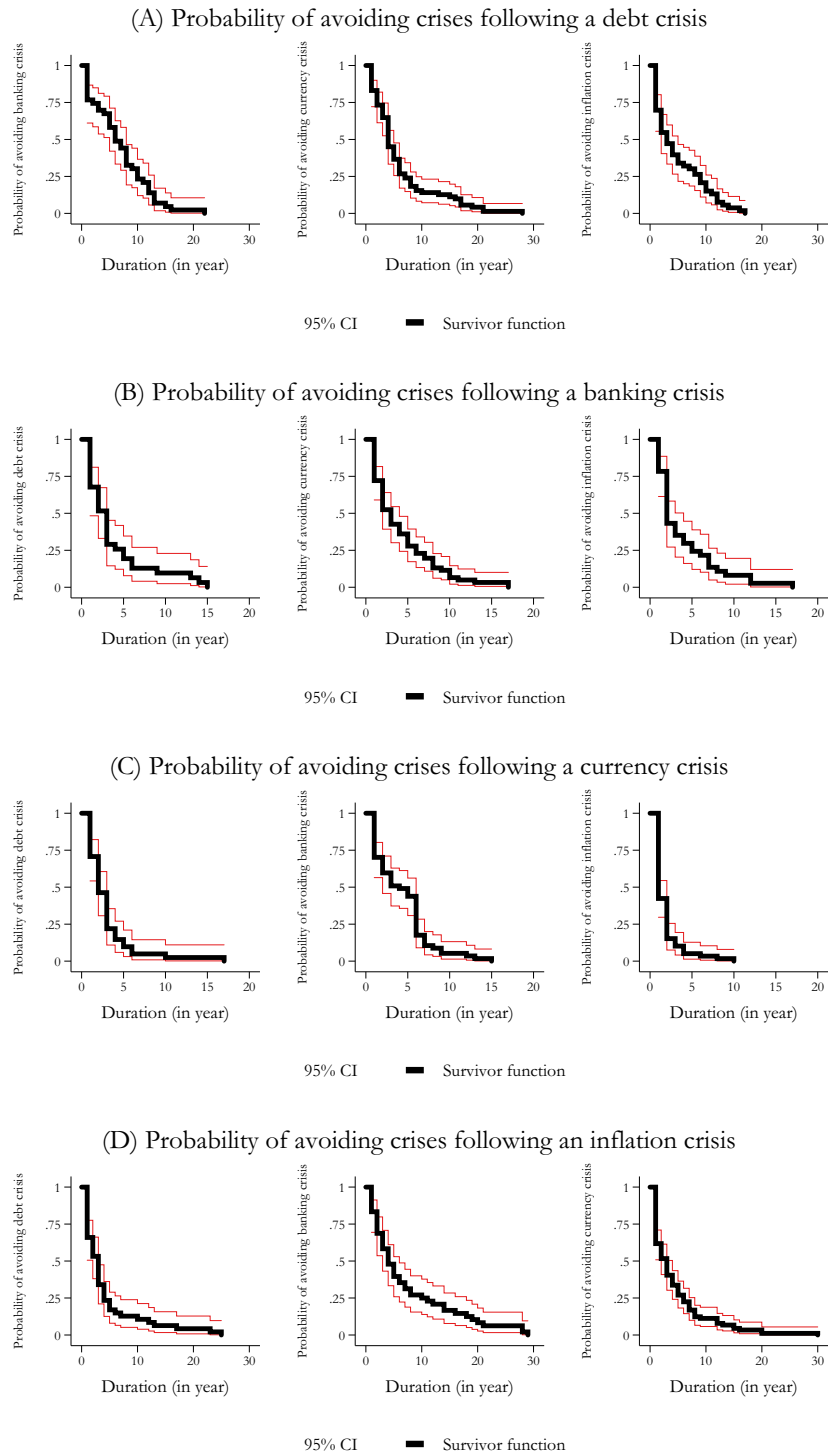 (A) Probability of avoiding crises following a debt crisis
Probability of avoiding banking crisis
1
.75
.5
.25
0
0 10 20 30
Duration (in year)
Probability of avoiding currency crisis
1
.75
.5
.25
0
0 10 20 30
Duration (in year)
Probability of avoiding inflation crisis
1
.75
.5
.25
0
0 10 20 30
Duration (in year)
95% CI Survivor function
(B) Probability of avoiding crises following a banking crisis
Probability of avoiding debt crisis
1
.75
.5
.25
0
0 5 10 15 20
Duration (in year)
Probability of avoiding currency crisis
1
.75
.5
.25
0
0 5 10 15 20
Duration (in year)
Probability of avoiding inflation crisis
1
.75
.5
.25
0
0 5 10 15 20
Duration (in year)
95% CI Survivor function
(C) Probability of avoiding crises following a currency crisis
Probability of avoiding debt crisis
1
.75
.5
.25
0
0 5 10 15 20
Duration (in year)
Probability of avoiding banking crisis
1
.75
.5
.25
0
0 5 10 15 20
Duration (in year)
Probability of avoiding inflation crisis
1
.75
.5
.25
0
0 5 10 15 20
Duration (in year)
95% CI Survivor function
(D) Probability of avoiding crises following an inflation crisis
Probability of avoiding debt crisis
1
.75
.5
.25
0
0 10 20 30
Duration (in year)
Probability of avoiding banking crisis
1
.75
.5
.25
0
0 10 20 30
Duration (in year)
Probability of avoiding currency crisis
1
.75
.5
.25
0
0 10 20 30
Duration (in year)
95% CI Survivor function